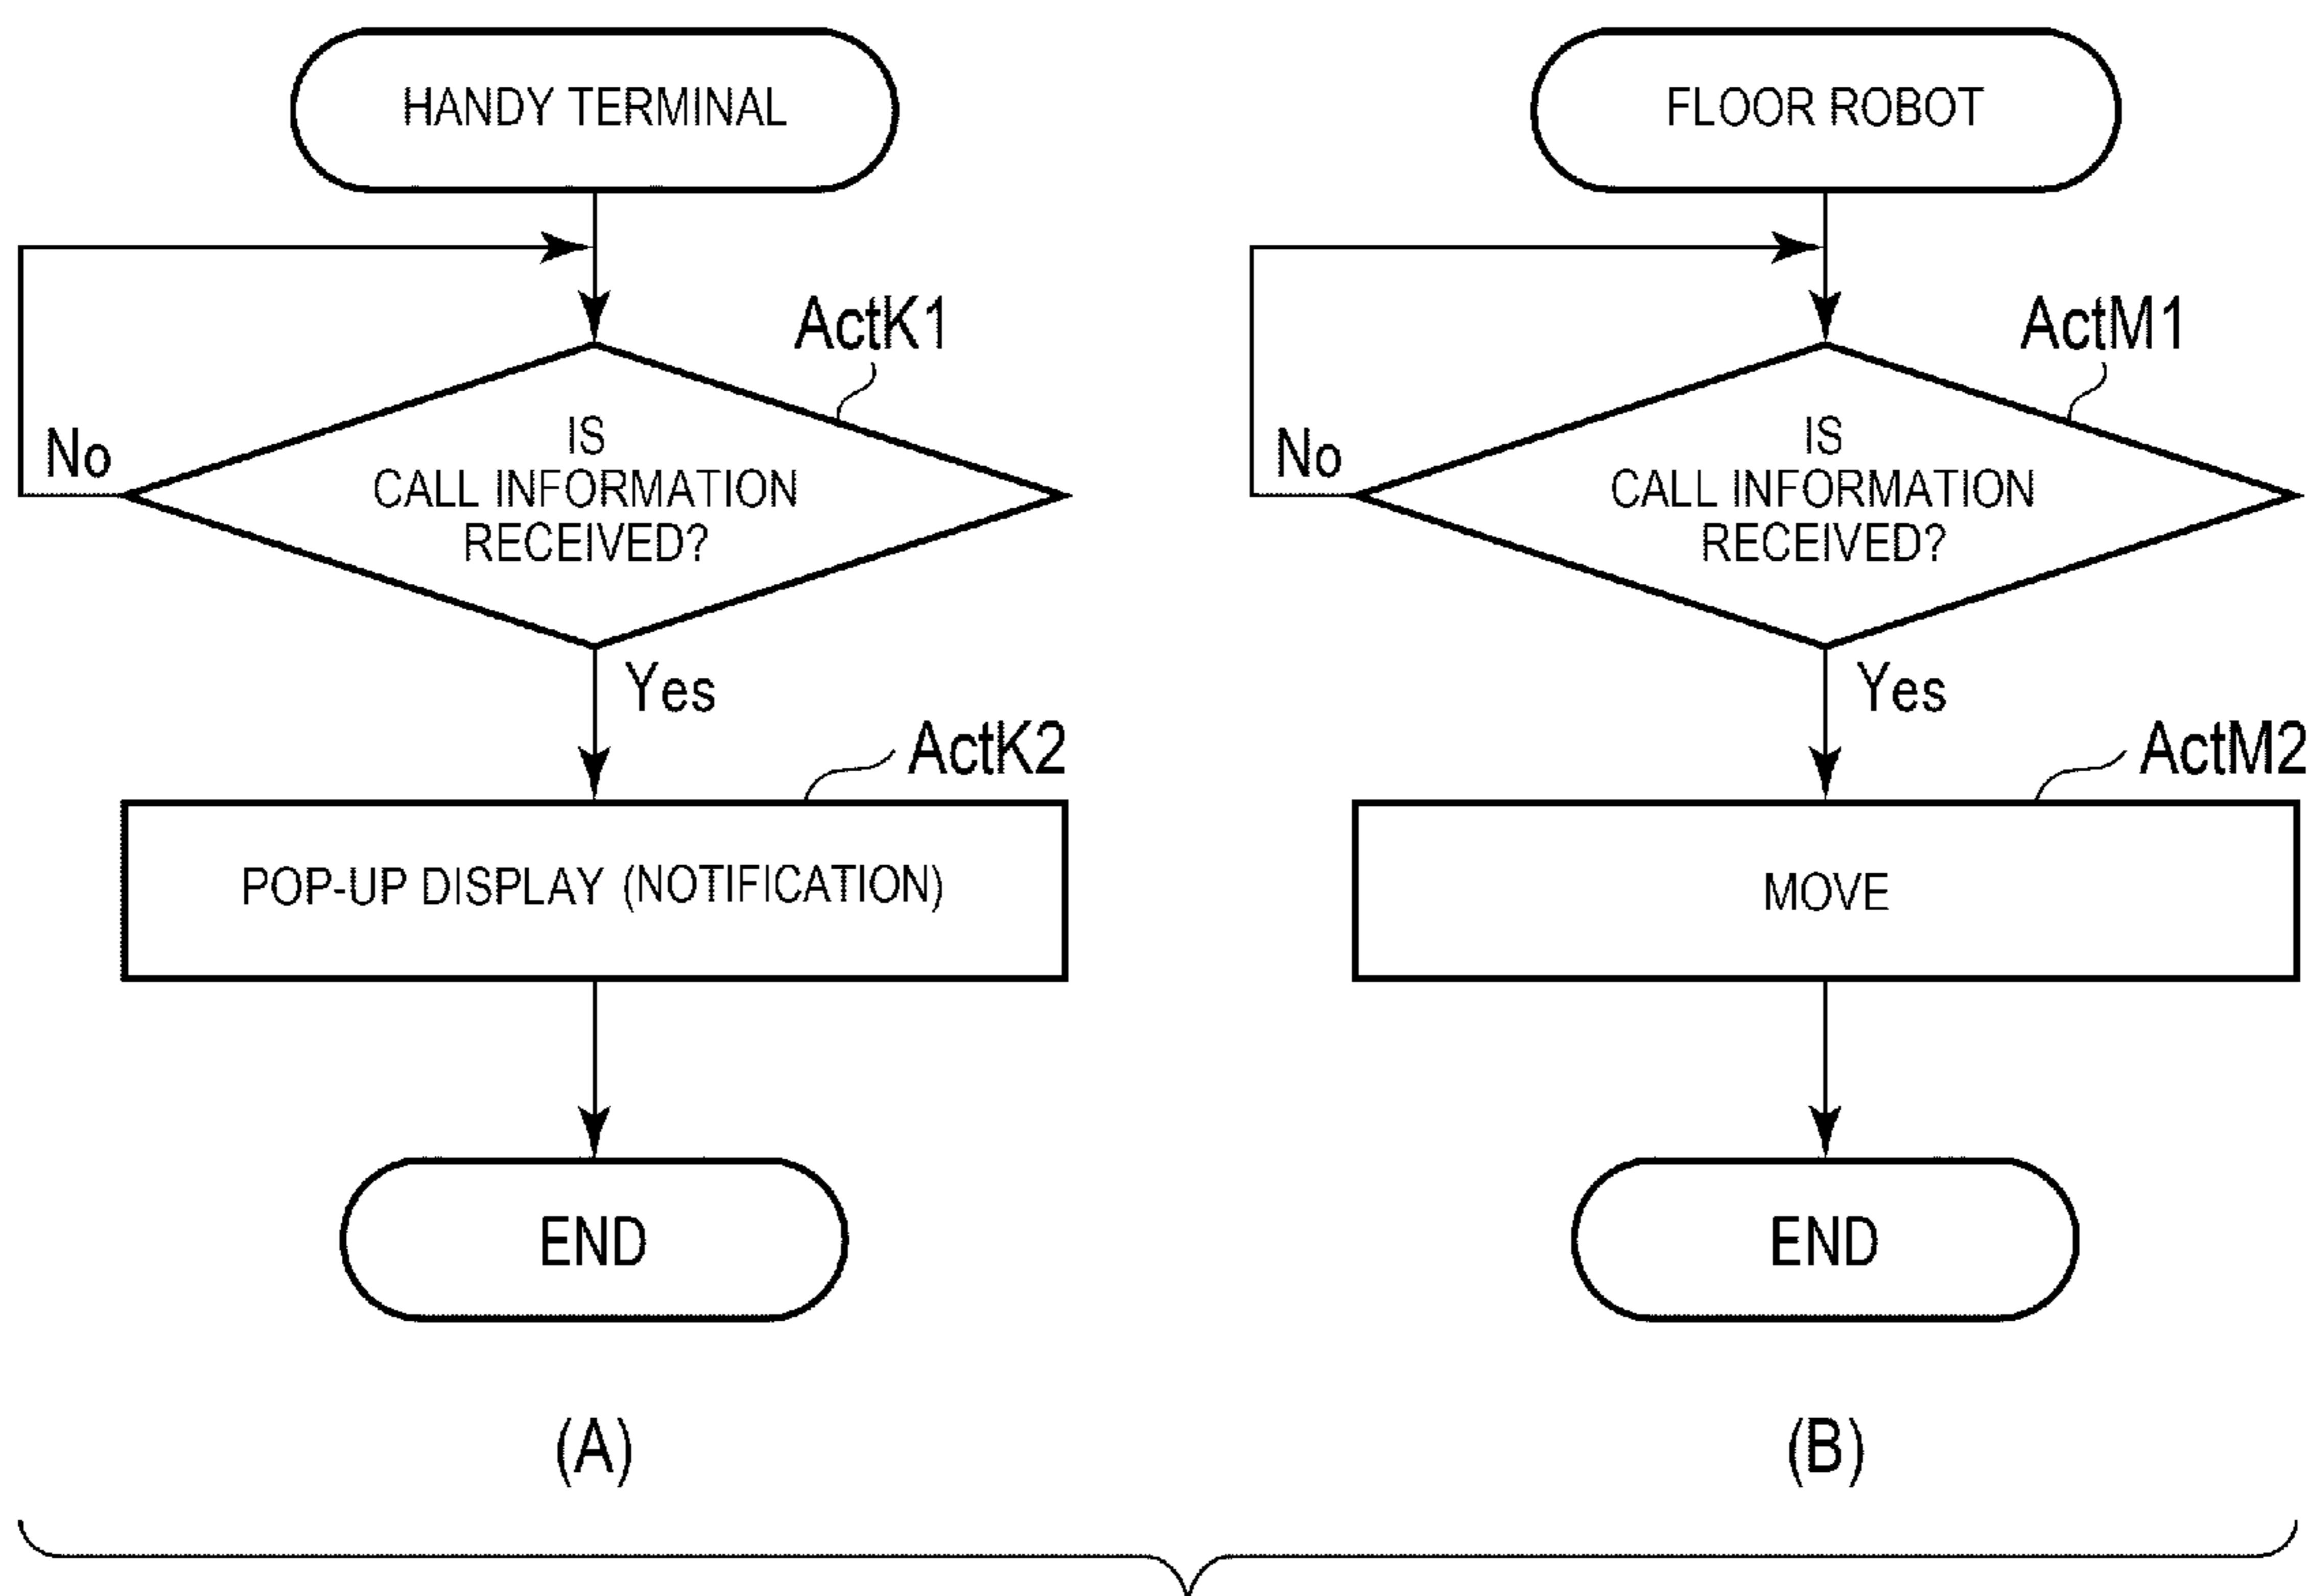 HANDY TERMINAL
ActK1
IS
CALL INFORMATION
RECEIVED?
No
Yes
ActK2
POP-UP DISPLAY (NOTIFICATION)
END
(A)
FLOOR ROBOT
ActM1
IS
CALL INFORMATION
RECEIVED?
No
Yes
ActM2
MOVE
END
(B)